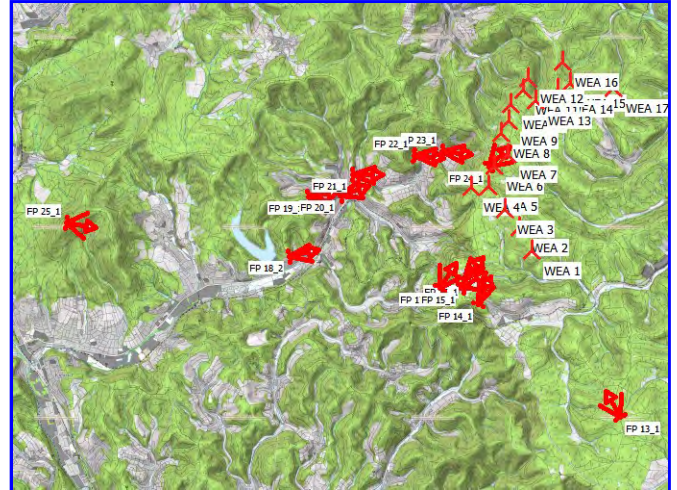 WEA 16
WEA 12
15
WEA 17
WEA 14
WEA 13
FP 22_1
P 23_1
WEA 9
WEA 8
FP 21_1
FP 24_1
WEA 7
WEA 6
FP 19_
FP 20_1
WEA 4
A 5
FP 25_1
WEA 3
WEA 2
FP 18_2
WEA 1
FP 1
FP 15_1
FP 14_1
FP 13_1